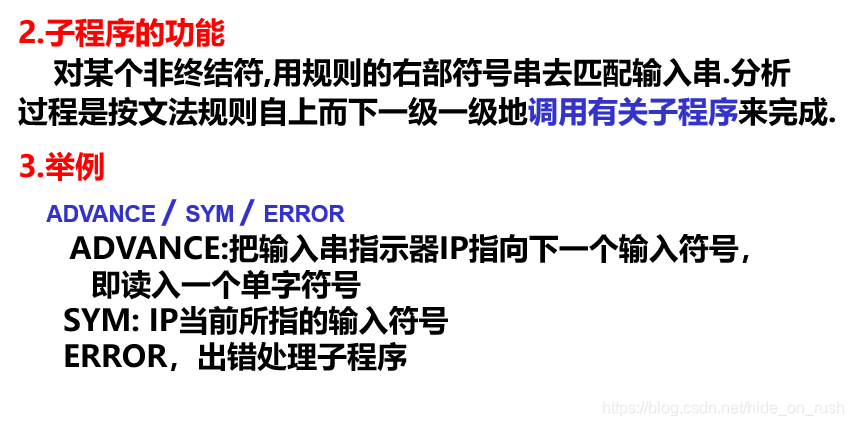 2.子程序的功能
对某个非终结符,用规则的右部符号串去匹配输入串.分析
过程是按文法规则自上而下一级一级地调用有关子程序来完成.
3.举例
ADVANCE / SYM / ERROR
ADVANCE:把输入串指示器IP指向下一个输入符号，
即读入一个单字符号
SYM: IP当前所指的输入符号
ERROR，出错处理子程序
https://blog.csdn.net/hide_on_rush